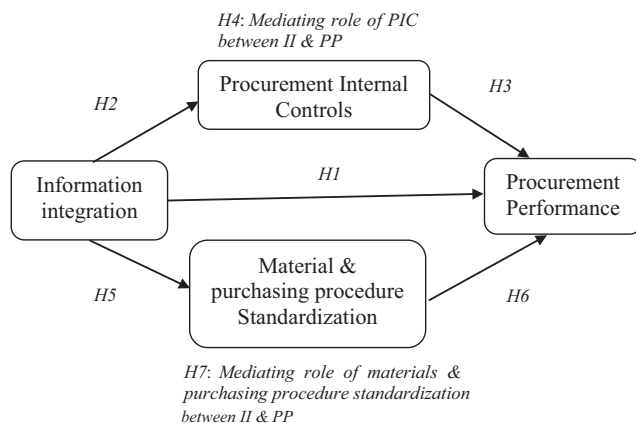 H4: Mediating role of PIC
between II & PP
Procurement Internal
Controls
H2
H3
H1
Information
integration
Procurement
Performance
Material &
purchasing procedure
Standardization
H5
H6
H7: Mediating role of materials &
purchasing procedure standardization
between II & PP